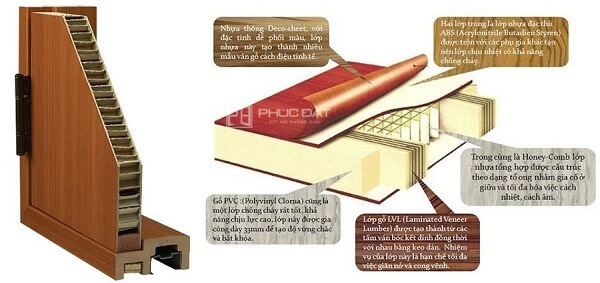 Nhựa thông Deco-sheet, với
đặc tính dễ phối màu, lớp
nhựa này tạo thành nhiều
màu vân gỗ cách điệu tinh tế.
Hai lớp trong là lớp nhựa đặc thù
ABS (Acrylonitrile Butadien Styren)
được trộn với các phụ gia khác tạo
nên lớp chịu nhiệt có khả năng
chống cháy.
PHÚC ĐẠT
KẾT NỐI KHÔNG GIAN
Trong cùng là Honey-Comb lớp
nhựa tổng hợp được cấu trúc
theo dạng tổ ong nhằm gia cố ở
giữa và tối đa hóa việc cách
nhiệt, cách âm.
Gỗ PVC :(Polyvinyl Clorua) cũng là
một lớp chống cháy rất tốt, khả
năng chịu lực cao, lớp này được gia
công dày 33mm để tạo độ vững chắc
và bắt khóa.
Lớp gỗ LVL (Laminated Veneer
Lumber) được tạo thành từ các
tấm ván bóc kết dính đồng thời
với nhau bằng keo dán. Nhiệm
vụ của lớp này là hạn chế tối đa
việc giãn nở và cong vênh.